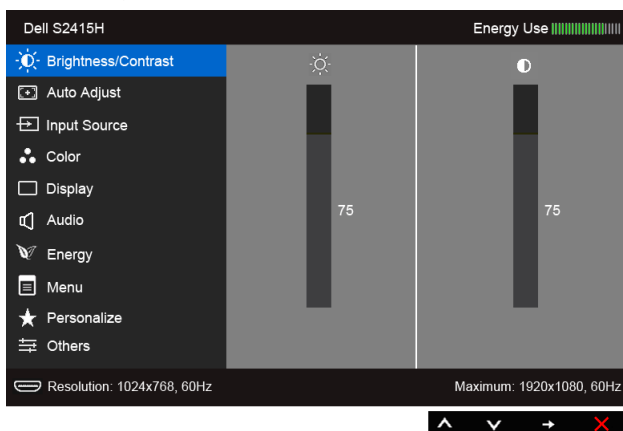 Dell S2415H
Energy Use
Brightness/Contrast
Auto Adjust
Input Source
Color
Display
Audio
Energy
Menu
Personalize
Others
75
75
Resolution: 1024x768, 60Hz
Maximum: 1920x1080, 60Hz